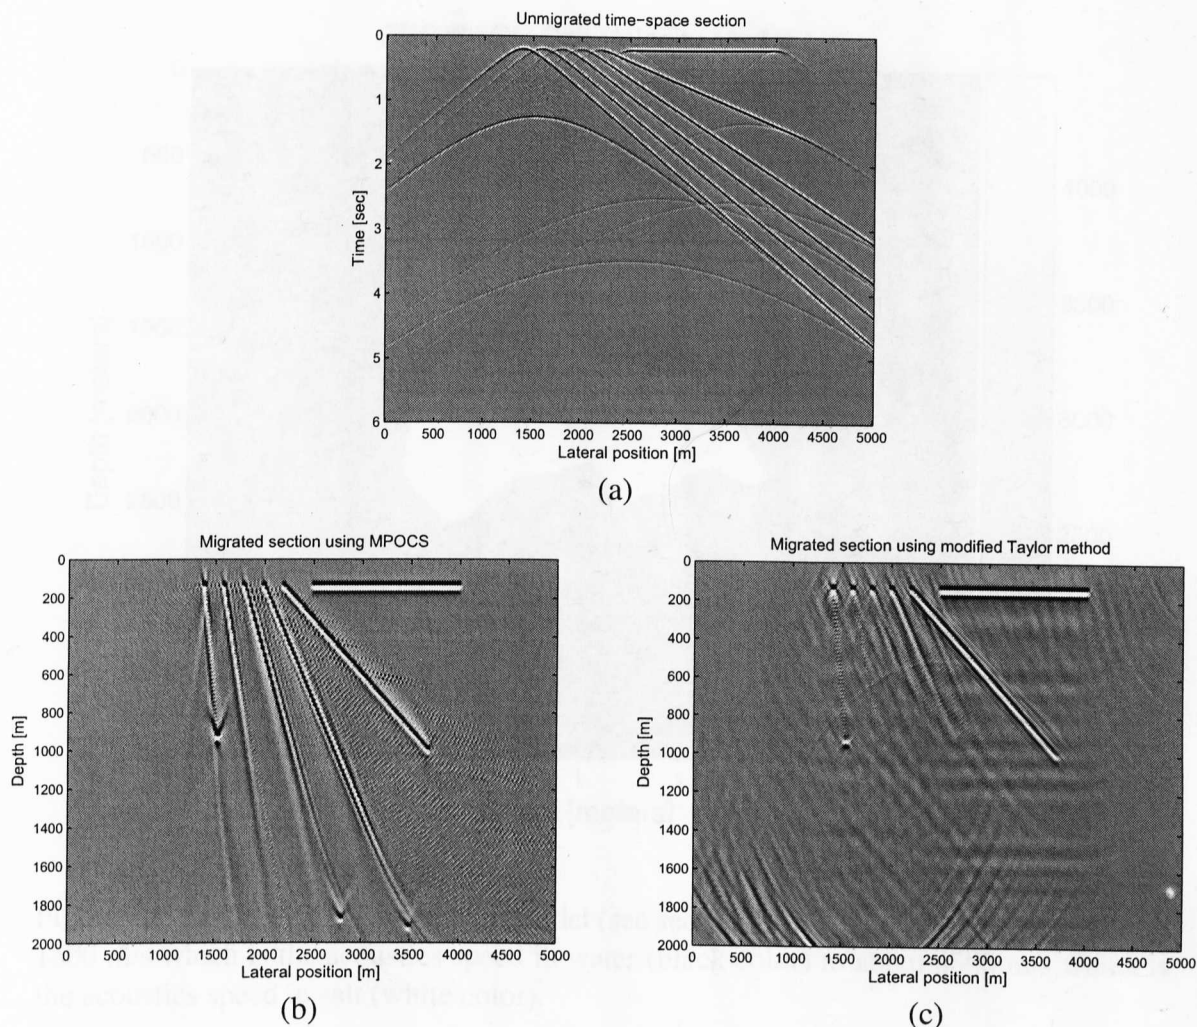 Unmigrated time-space section
0
1
2
3
4
5
6
Time [sec]
0 500 1000 1500 2000 2500 3000 3500 4000 4500 5000
Lateral position [m]
(a)
Migrated section using MPOCS
0
200
400
600
800
1000
1200
1400
1600
1800
2000
Depth [m]
0 500 1000 1500 2000 2500 3000 3500 4000 4500 5000
Lateral position [m]
(b)
Migrated section using modified Taylor method
0
200
400
600
800
1000
1200
1400
1600
1800
2000
Depth [m]
0 500 1000 1500 2000 2500 3000 3500 4000 4500 5000
Lateral position [m]
(c)